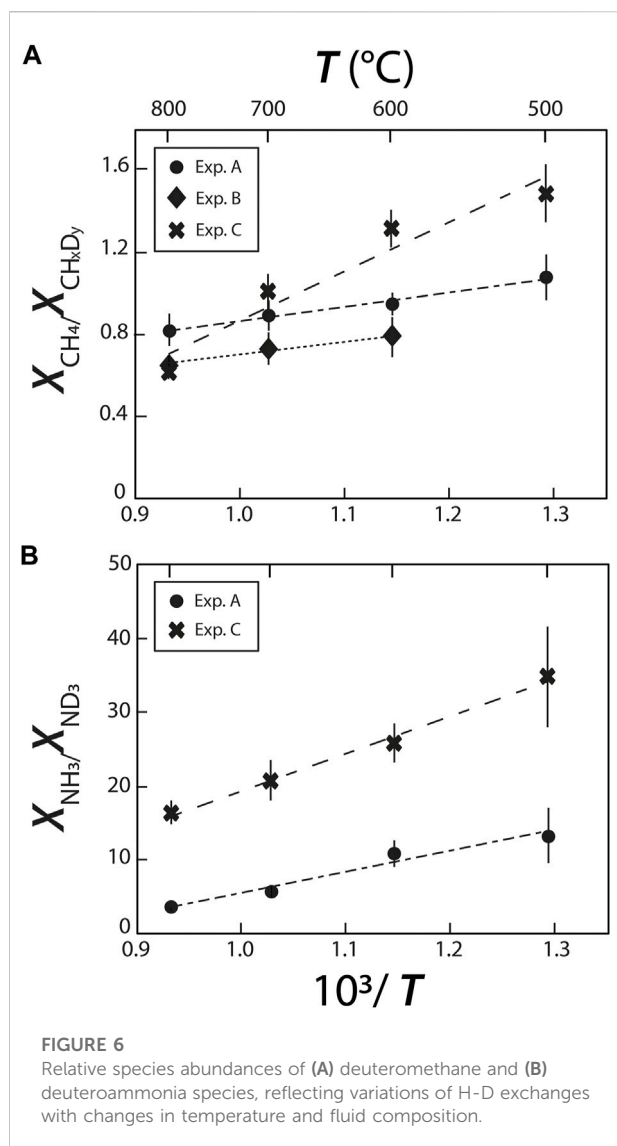 A
T (°C)
800 700 600 500
1.6
1.2
0.8
0.4
0
Exp. A
Exp. B
Exp. C
X_CH4/X_CHxDy
0.9 1.0 1.1 1.2 1.3
B
50
40
30
20
10
0
Exp. A
Exp. C
X_NH3/X_ND3
0.9 1.0 1.1 1.2 1.3
10³/ T
FIGURE 6
Relative species abundances of (A) deuteromethane and (B)
deuteroammonia species, reflecting variations of H-D exchanges
with changes in temperature and fluid composition.